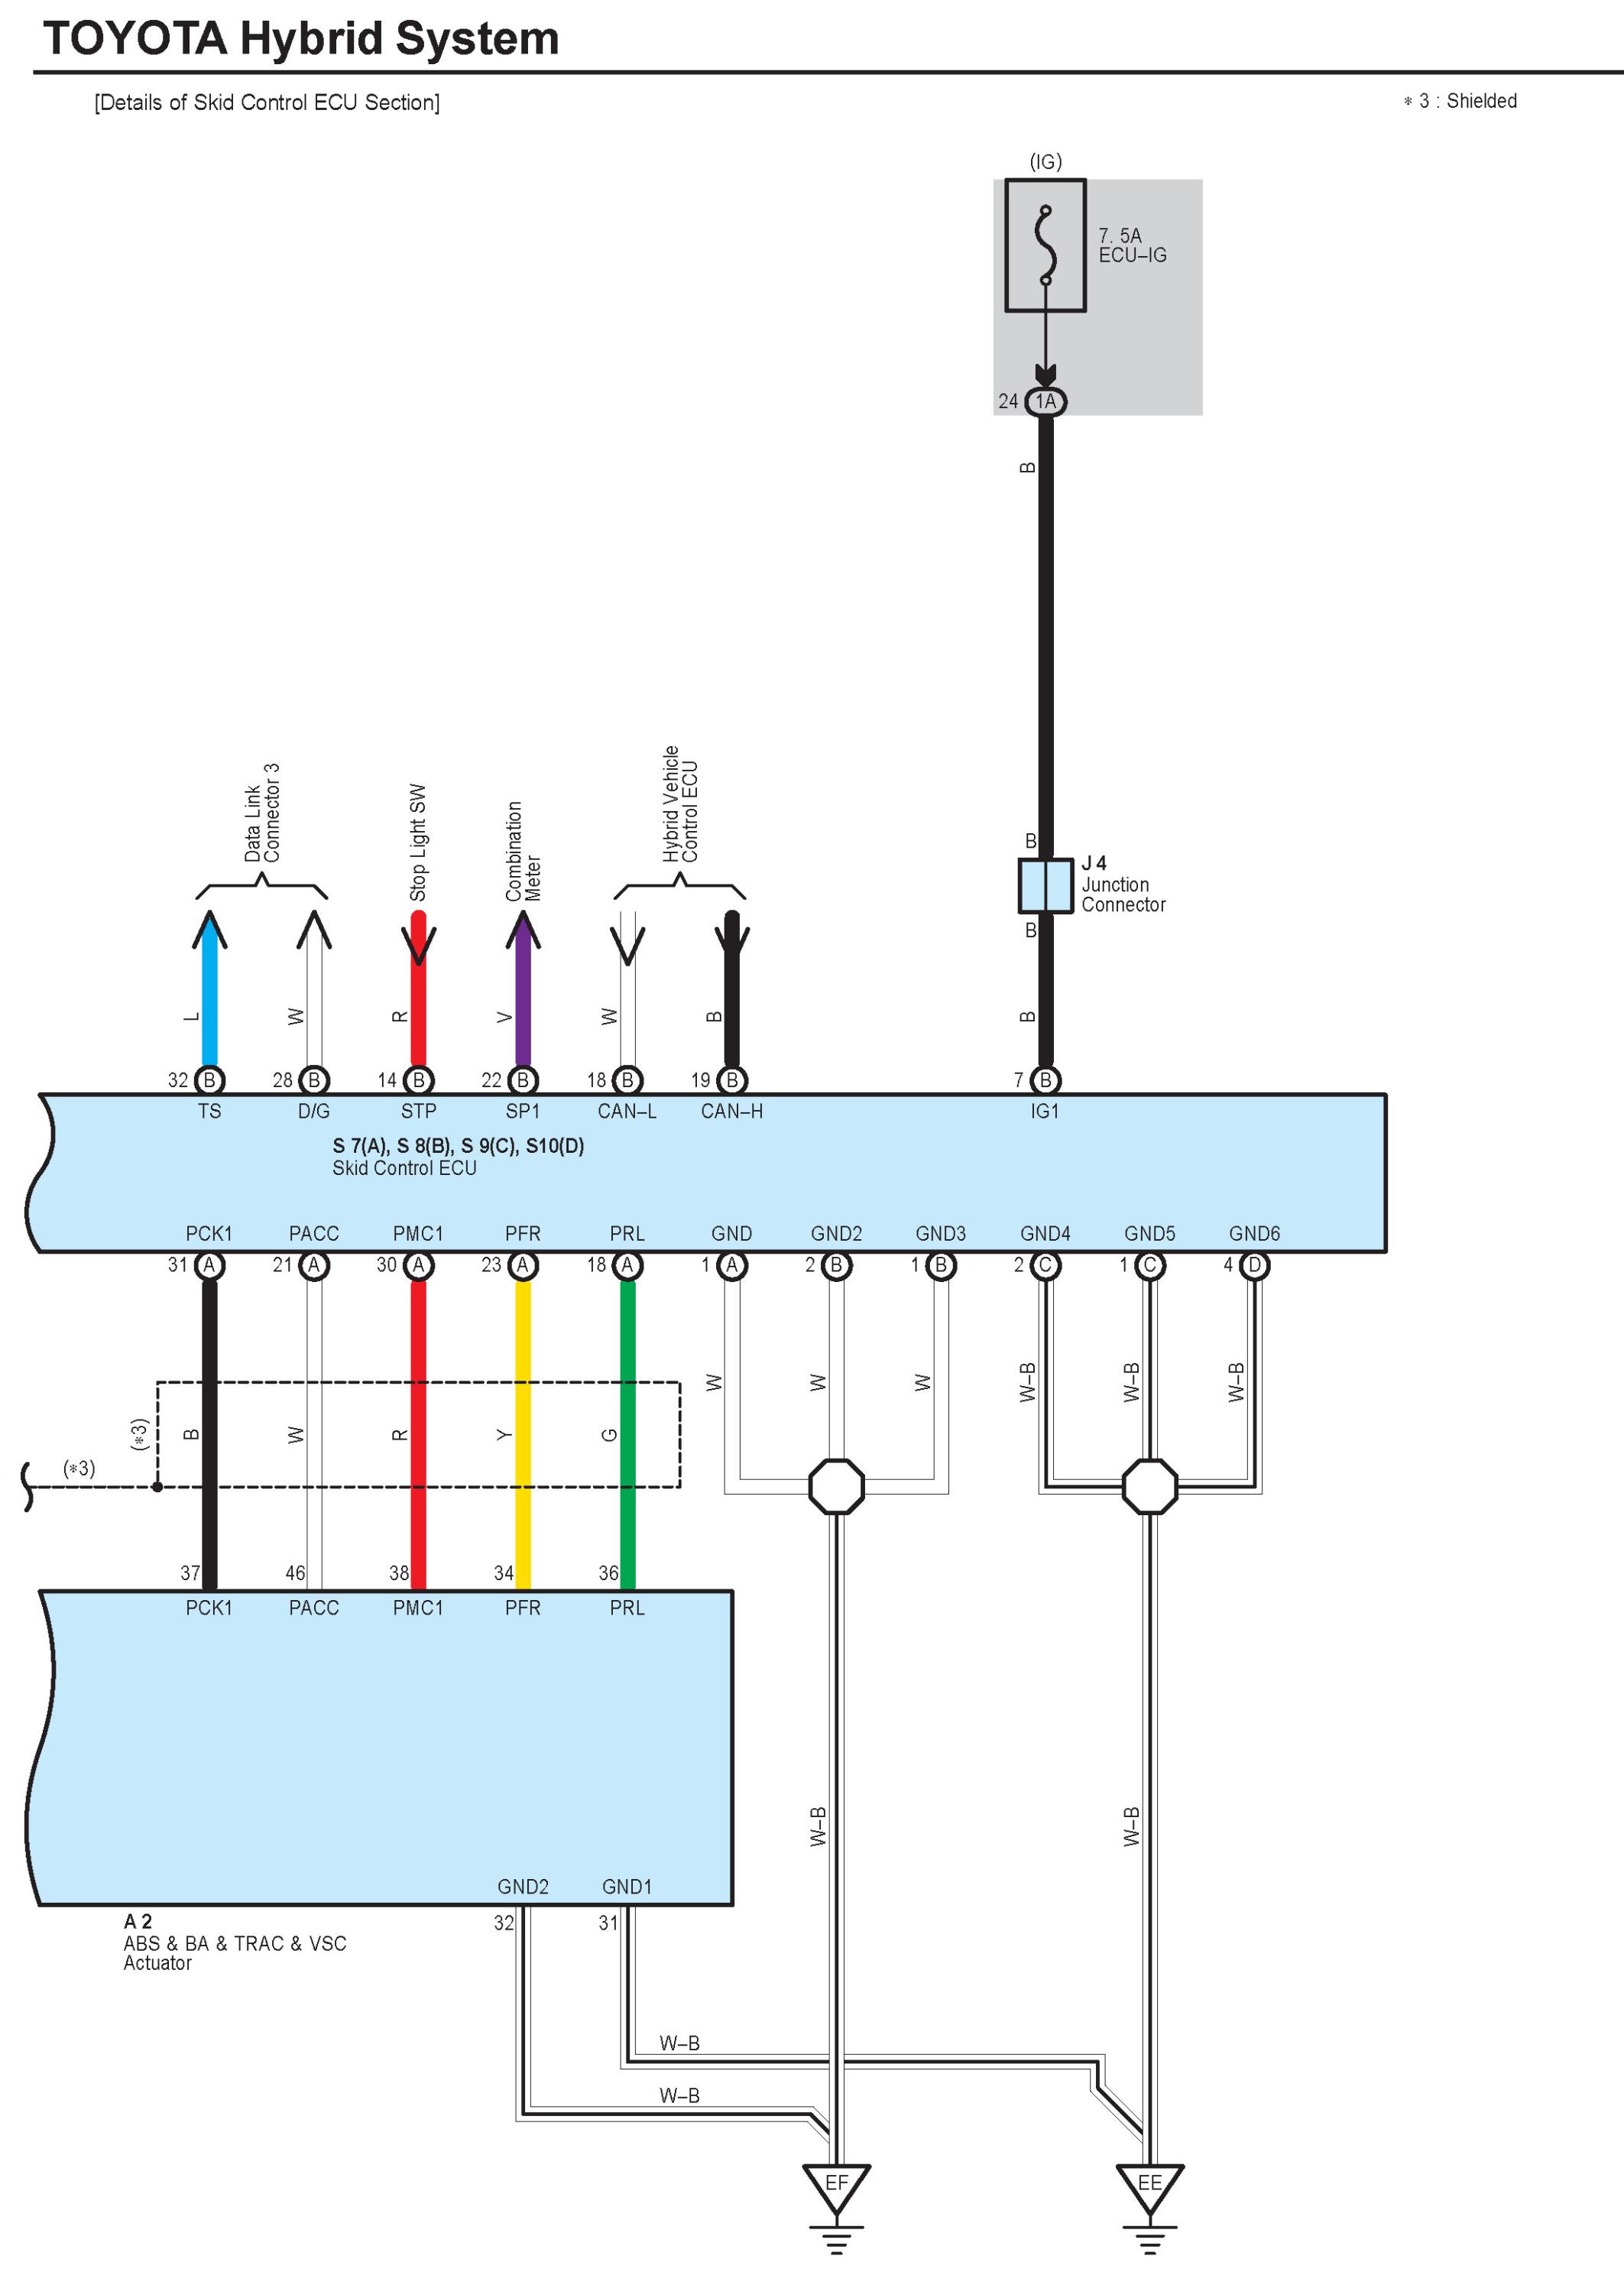 TOYOTA Hybrid System
[Details of Skid Control ECU Section]
∗ 3 : Shielded
(IG)
7. 5A
ECU–IG
24 1A
B
B
J 4
Junction
Connector
B
Data Link
Connector 3
Stop Light SW
Combination
Meter
Hybrid Vehicle
Control ECU
L W R V W B B
32 B 28 B 14 B 22 B 18 B 19 B 7 B
TS D/G STP SP1 CAN–L CAN–H IG1
S 7(A), S 8(B), S 9(C), S10(D)
Skid Control ECU
PCK1 PACC PMC1 PFR PRL GND GND2 GND3 GND4 GND5 GND6
31 A 21 A 30 A 23 A 18 A 1 A 2 B 1 B 2 C 1 C 4 D
W W W W–B W–B W–B
(∗3) B W R Y G
(∗3)
37 46 38 34 36
PCK1 PACC PMC1 PFR PRL
W–B W–B
GND2 GND1
32 31
A 2
ABS & BA & TRAC & VSC
Actuator
W–B
W–B
EF EE